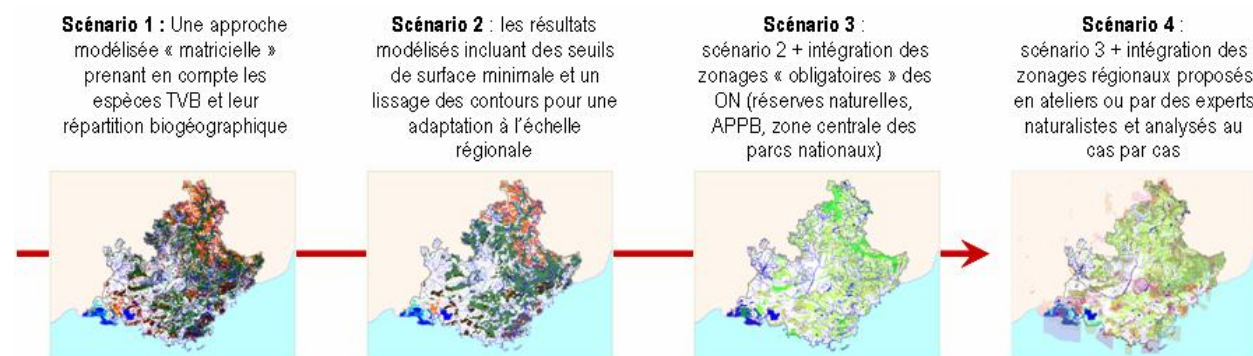 Scénario 1 : Une approche
modélisée « matricielle »
prenant en compte les
espèces TVB et leur
répartition biogéographique
Scénario 2 : les résultats
modélisés incluant des seuils
de surface minimale et un
lissage des contours pour une
adaptation à l'échelle
régionale
Scénario 3 :
scénario 2 + intégration des
zonages « obligatoires » des
ON (réserves naturelles,
APPB, zone centrale des
parcs nationaux)
Scénario 4 :
scénario 3 + intégration des
zonages régionaux proposés
en ateliers ou par des experts
naturalistes et analysés au
cas par cas